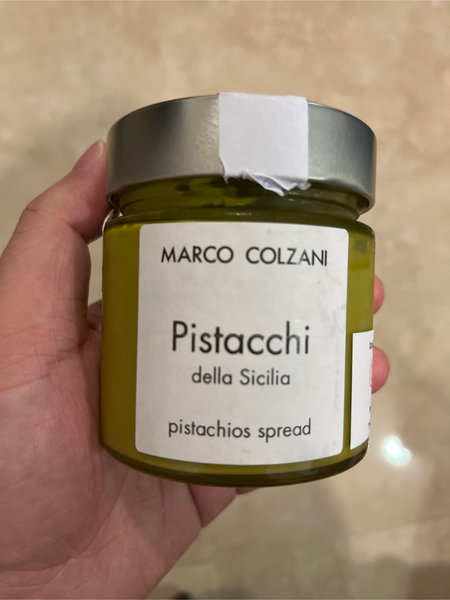 MARCO COLZANI
Pistacchi
della Sicilia
pistachios spread